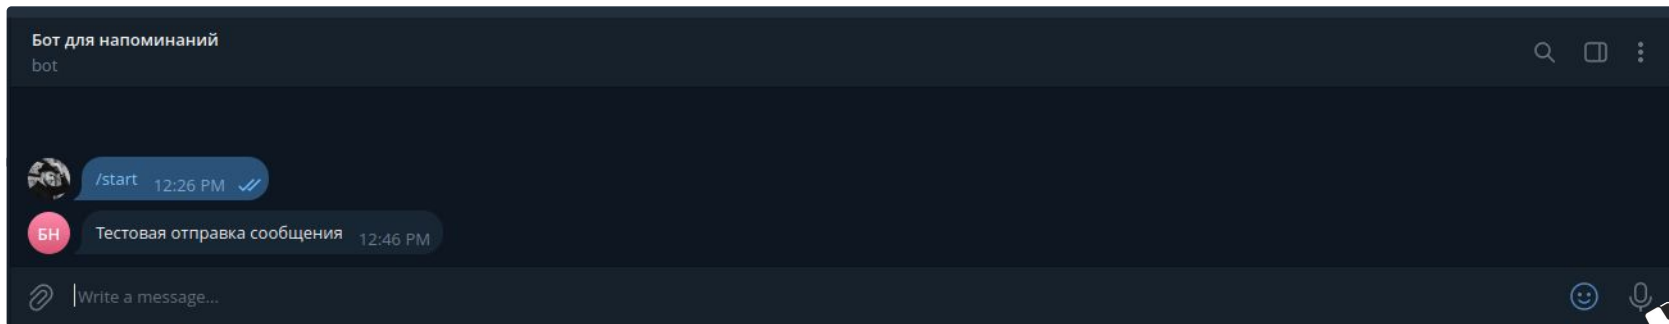 Бот для напоминаний
bot
/start 12:26 PM
БН
Тестовая отправка сообщения 12:46 PM
Write a message...